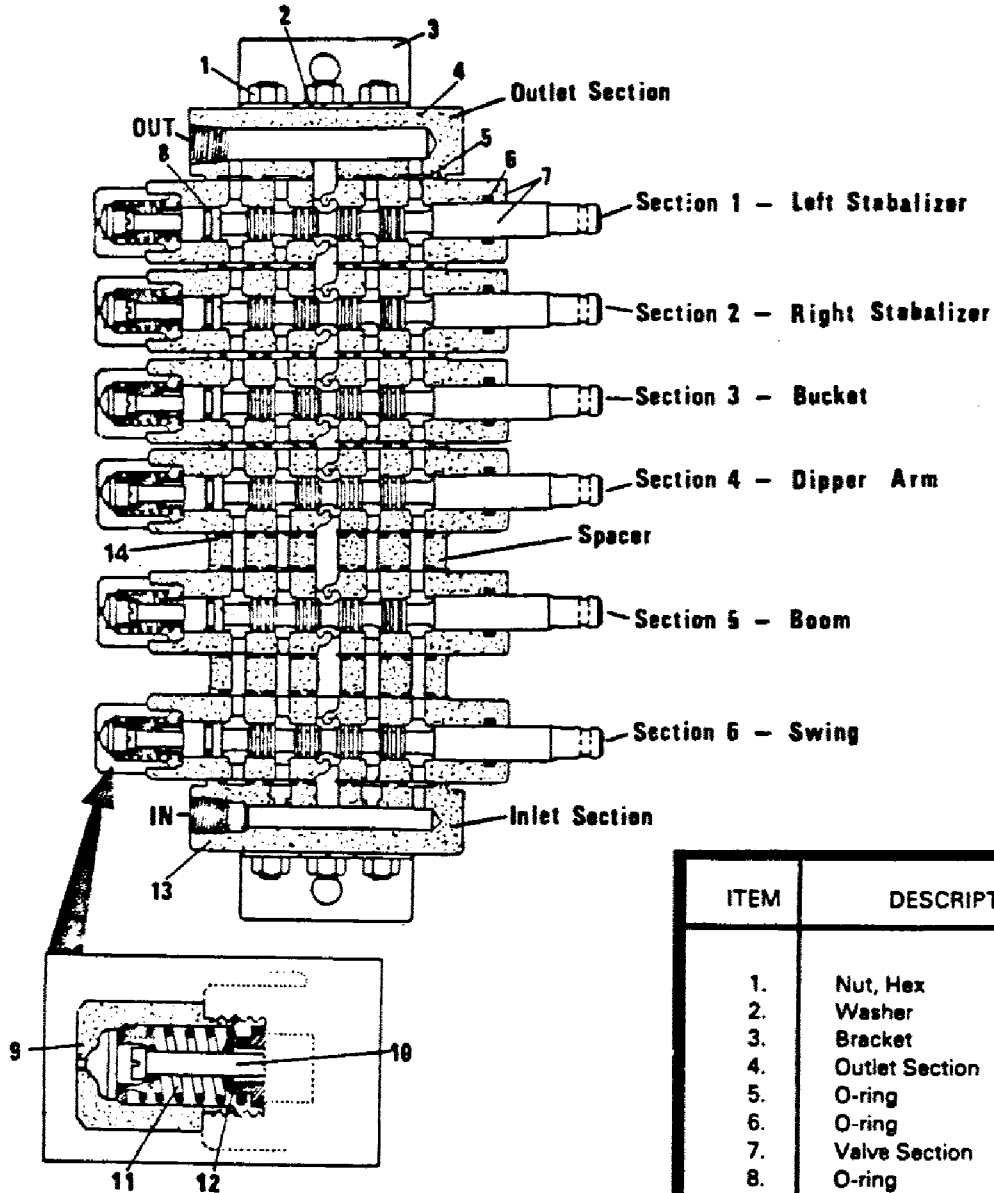 2
3
1
4
Outlet Section
OUT
5
8
6
7
Section 1 - Left Stabalizer
Section 2 - Right Stabalizer
Section 3 - Bucket
Section 4 - Dipper Arm
14
Spacer
Section 5 - Boom
Section 6 - Swing
IN
Inlet Section
13
9
10
11
12
ITEM DESCRIPT
1. Nut, Hex
2. Washer
3. Bracket
4. Outlet Section
5. O-ring
6. O-ring
7. Valve Section
8. O-ring